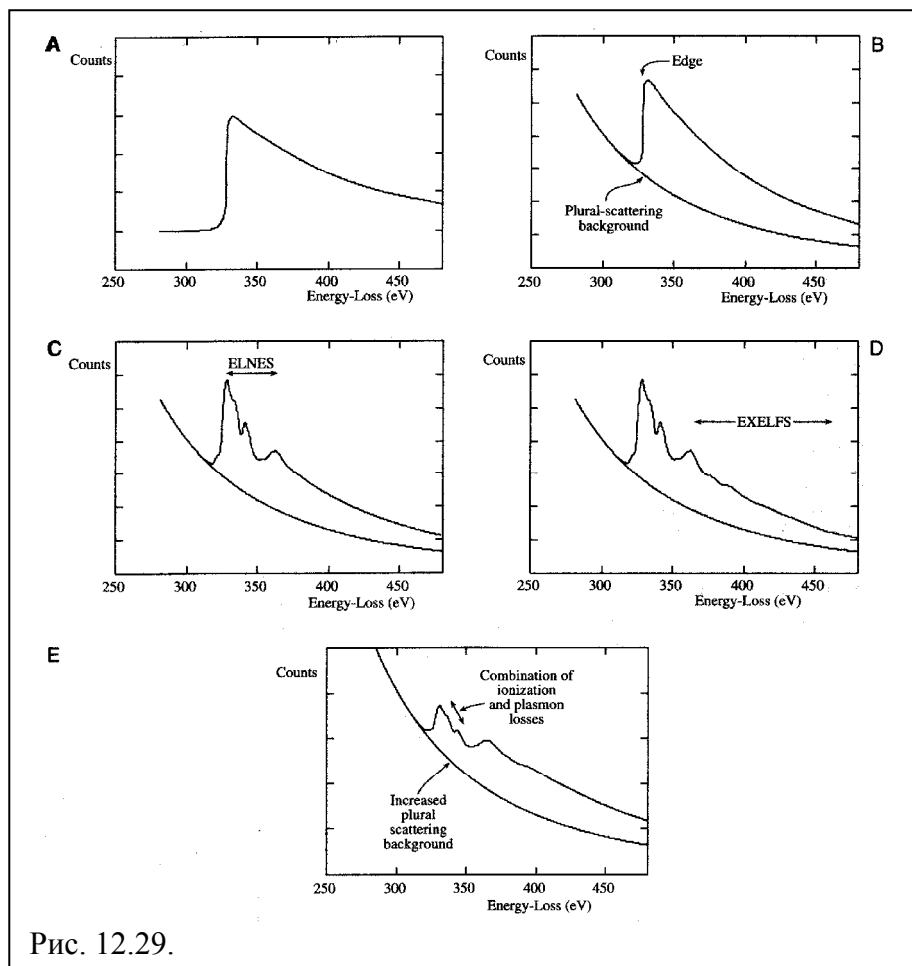 A
Counts
250
300
350
400
450
Energy-Loss (eV)
B
Counts
Edge
Plural-scattering
background
250
300
350
400
450
Energy-Loss (eV)
C
Counts
ELNES
250
300
350
400
450
Energy-Loss (eV)
D
Counts
EXELFS
250
300
350
400
450
Energy-Loss (eV)
E
Counts
Combination of
ionization
and plasmon
losses
Increased
plural
scattering
background
250
300
350
400
450
Energy-Loss (eV)
Рис. 12.29.